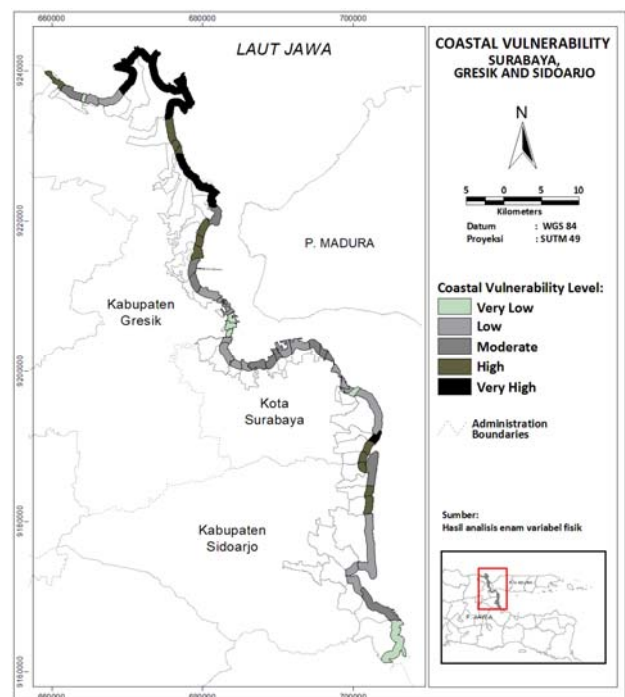 660000
680000
700000
9240000
9220000
9200000
9180000
9160000
LAUT JAWA
P. MADURA
Kabupaten
Gresik
Kota
Surabaya
Kabupaten
Sidoarjo
660000
680000
700000
COASTAL VULNERABILITY
SURABAYA,
GRESIK AND SIDOARJO
N
5 0 5 10
Kilometers
Datum : WGS 84
Proyeksi : SUTM 49
Coastal Vulnerability Level:
Very Low
Low
Moderate
High
Very High
Administration
Boundaries
Sumber:
Hasil analisis enam variabel fisik
P. JAWA